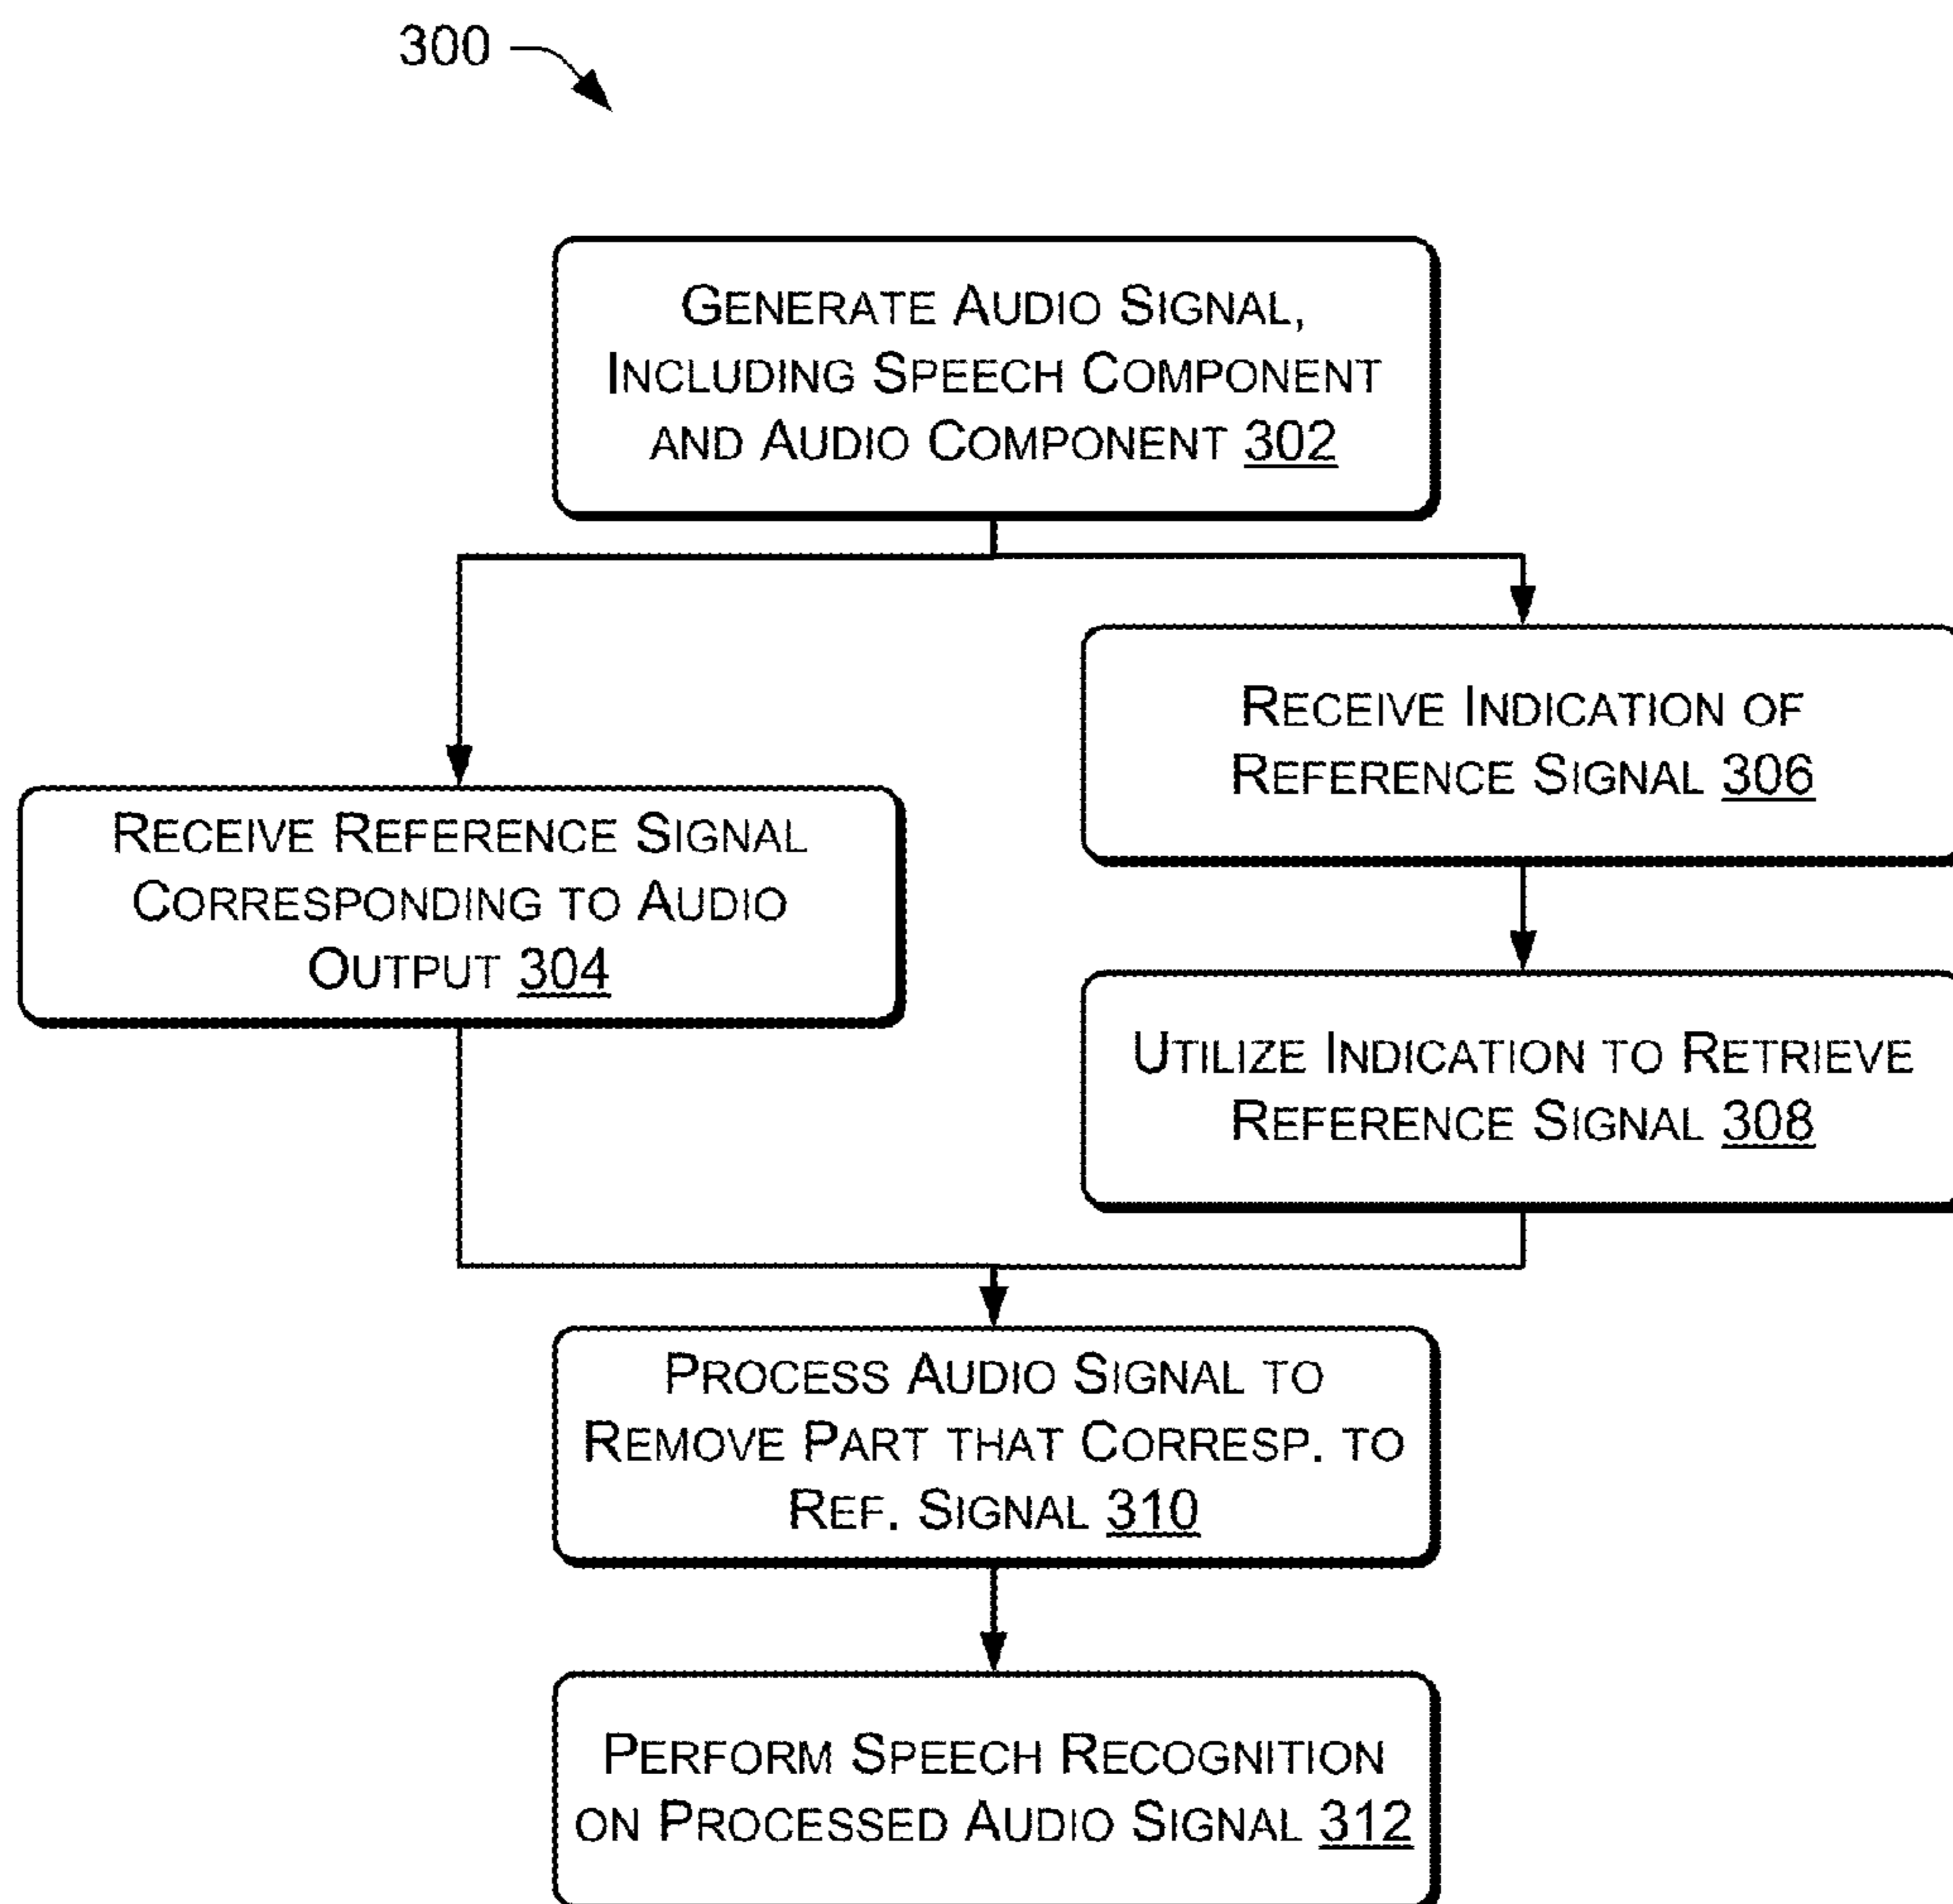 300
GENERATE AUDIO SIGNAL,
INCLUDING SPEECH COMPONENT
AND AUDIO COMPONENT 302
RECEIVE INDICATION OF
REFERENCE SIGNAL 306
RECEIVE REFERENCE SIGNAL
CORRESPONDING TO AUDIO
OUTPUT 304
UTILIZE INDICATION TO RETRIEVE
REFERENCE SIGNAL 308
PROCESS AUDIO SIGNAL TO
REMOVE PART THAT CORRESP. TO
REF. SIGNAL 310
PERFORM SPEECH RECOGNITION
ON PROCESSED AUDIO SIGNAL 312